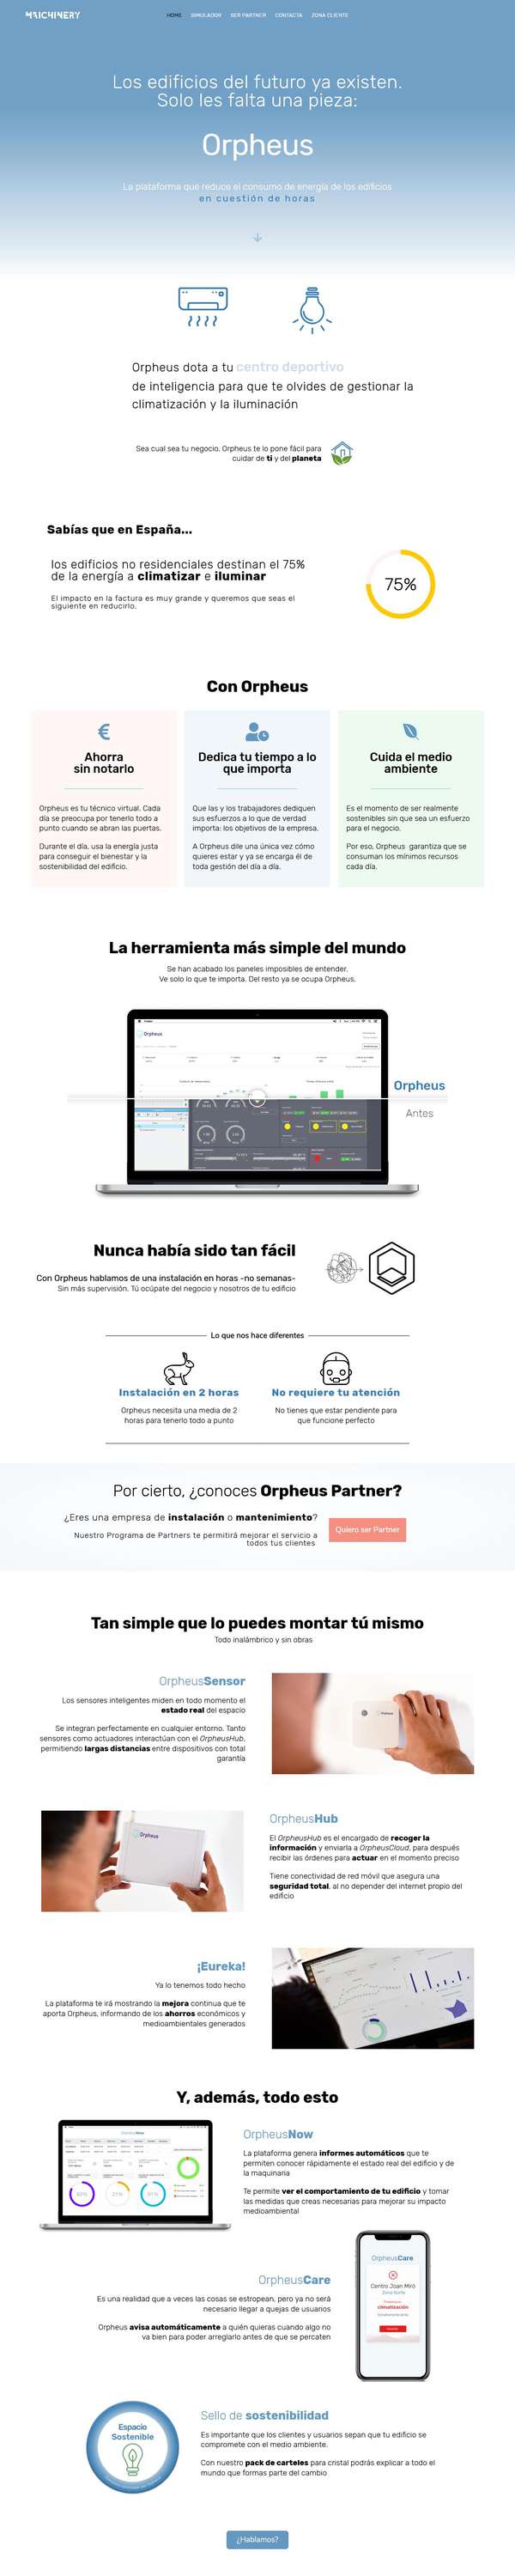 MAICHINERY
HOME SIMULADOR SER PARTNER CONTACTA ZONA CLIENTE
Los edificios del futuro ya existen.
Solo les falta una pieza:
Orpheus
La plataforma que reduce el consumo de energía de los edificios
en cuestión de horas
Orpheus dota a tu centro deportivo
de inteligencia para que te olvides de gestionar la
climatización y la iluminación
Sea cual sea tu negocio, Orpheus te lo pone fácil para
cuidar de ti y del planeta
Sabías que en España...
los edificios no residenciales destinan el 75%
de la energía a climatizar e iluminar
El impacto en la factura es muy grande y queremos que seas el
siguiente en reducirlo.
75%
Con Orpheus
Ahorra
sin notarlo
Orpheus es tu técnico virtual. Cada
día se preocupa por tenerlo todo a
punto cuando se abran las puertas.
Durante el día, usa la energía justa
para conseguir el bienestar y la
sostenibilidad del edificio.
Dedica tu tiempo a lo
que importa
Que las y los trabajadores dediquen
sus esfuerzos a lo que de verdad
importa: los objetivos de la empresa.
A Orpheus dile una única vez cómo
quieres estar y ya se encarga él de
toda gestión del día a día.
Cuida el medio
ambiente
Es el momento de ser realmente
sostenibles sin que sea un esfuerzo
para el negocio.
Por eso, Orpheus garantiza que se
consuman los mínimos recursos
cada día.
La herramienta más simple del mundo
Se han acabado los paneles imposibles de entender.
Ve solo lo que te importa. Del resto ya se ocupa Orpheus.
Orpheus
Orpheus
Antes
Nunca había sido tan fácil
Con Orpheus hablamos de una instalación en horas -no semanas-
Sin más supervisión. Tú ocúpate del negocio y nosotros de tu edificio
Lo que nos hace diferentes
Instalación en 2 horas
Orpheus necesita una media de 2
horas para tenerlo todo a punto
No requiere tu atención
No tienes que estar pendiente para
que funcione perfecto
Por cierto, ¿conoces Orpheus Partner?
¿Eres una empresa de instalación o mantenimiento?
Nuestro Programa de Partners te permitirá mejorar el servicio a
todos tus clientes
Quiero ser Partner
Tan simple que lo puedes montar tú mismo
Todo inalámbrico y sin obras
OrpheusSensor
Los sensores inteligentes miden en todo momento el
estado real del espacio
Se integran perfectamente en cualquier entorno. Tanto
sensores como actuadores interactúan con el OrpheusHub,
permitiendo largas distancias entre dispositivos con total
garantía
Orpheus
Orpheus
OrpheusHub
El OrpheusHub es el encargado de recoger la
información y enviarla a OrpheusCloud, para después
recibir las órdenes para actuar en el momento preciso
Tiene conectividad de red móvil que asegura una
seguridad total, al no depender del internet propio del
edificio
¡Eureka!
Ya lo tenemos todo hecho
La plataforma te irá mostrando la mejora continua que te
aporta Orpheus, informando de los ahorros económicos y
medioambientales generados
Y, además, todo esto
OrpheusNow
La plataforma genera informes automáticos que te
permiten conocer rápidamente el estado real del edificio y de
la maquinaria
Te permite ver el comportamiento de tu edificio y tomar
las medidas que creas necesarias para mejorar su impacto
medioambiental
OrpheusCare
Es una realidad que a veces las cosas se estropean, pero ya no será
necesario llegar a quejas de usuarios
Orpheus avisa automáticamente a quién quieras cuando algo no
va bien para poder arreglarlo antes de que se percaten
OrpheusCare
Centro Joan Miró
climatización
Espacio
Sostenible
Sello de sostenibilidad
Es importante que los clientes y usuarios sepan que tu edificio se
compromete con el medio ambiente.
Con nuestro pack de carteles para cristal podrás explicar a todo el
mundo que formas parte del cambio
¿Hablamos?